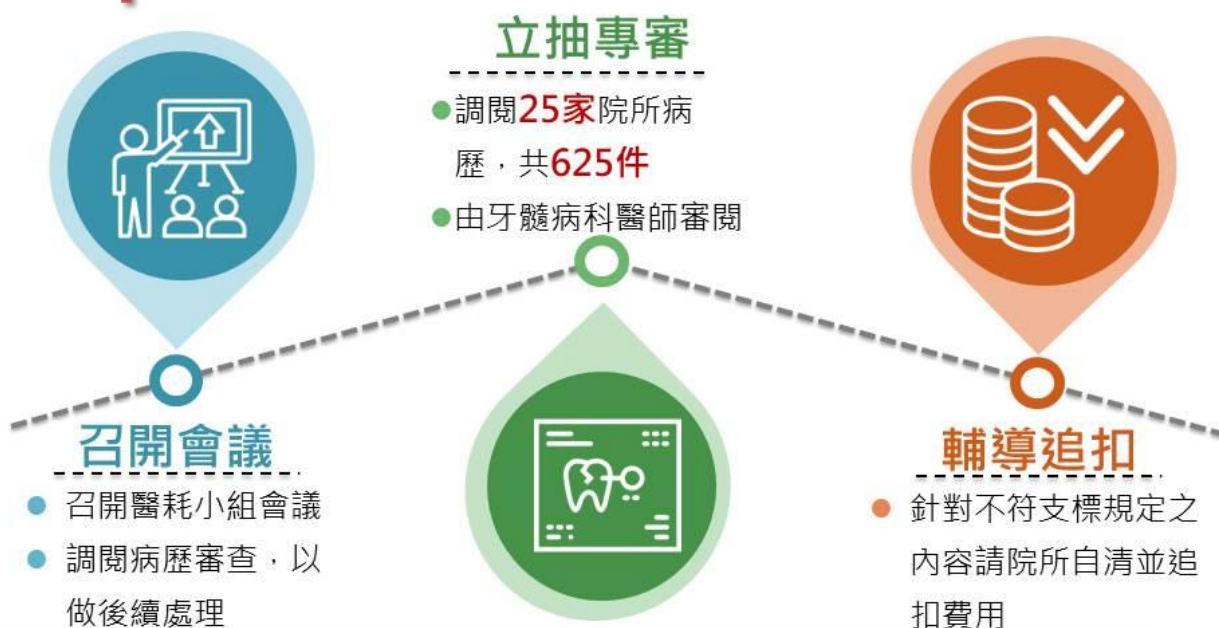 立抽專審
●調閱25家院所病
歷，共625件
●由牙髓病科醫師審閱
召開會議
● 召開醫耗小組會議
● 調閱病歷審查，以
做後續處理
輔導追扣
● 針對不符支標規定之
內容請院所自清並追
扣費用